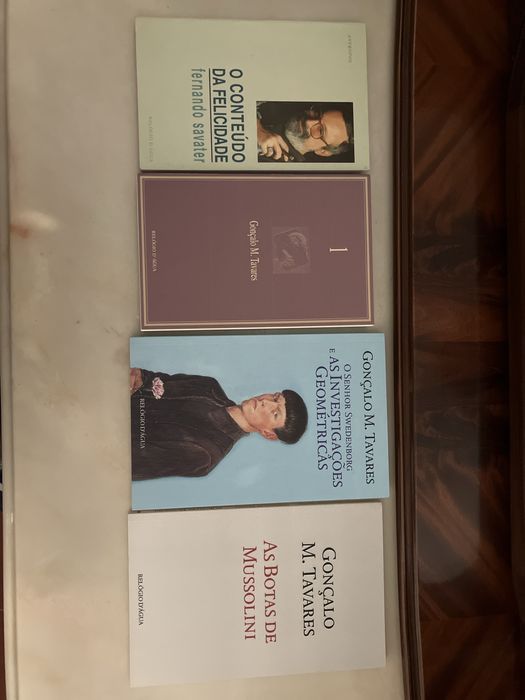 O CONTEÚDO
DA FELICIDADE
fernando savater
RELÓGIO D'ÁGUA
1
Gonçalo M. Tavares
RELÓGIO D'ÁGUA
GONÇALO M. TAVARES
O SENHOR SWEDENBORG
E AS INVESTIGAÇÕES
GEOMÉTRICAS
RELÓGIO D'ÁGUA
GONÇALO
M. TAVARES
AS BOTAS DE
MUSSOLINI
RELÓGIO D'ÁGUA